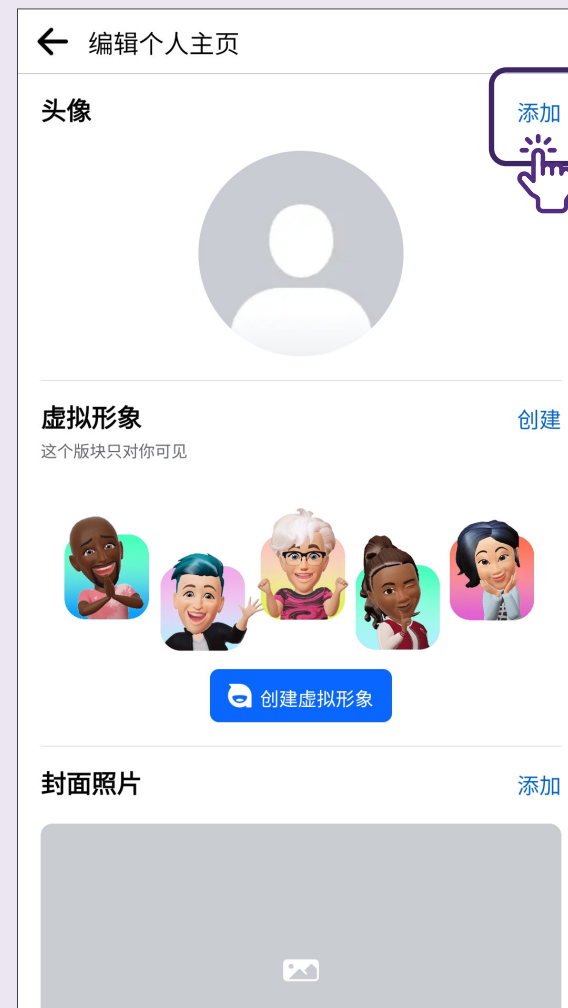 编辑个人主页
头像
添加
虚拟形象
创建
这个版块只对你可见
创建虚拟形象
封面照片
添加